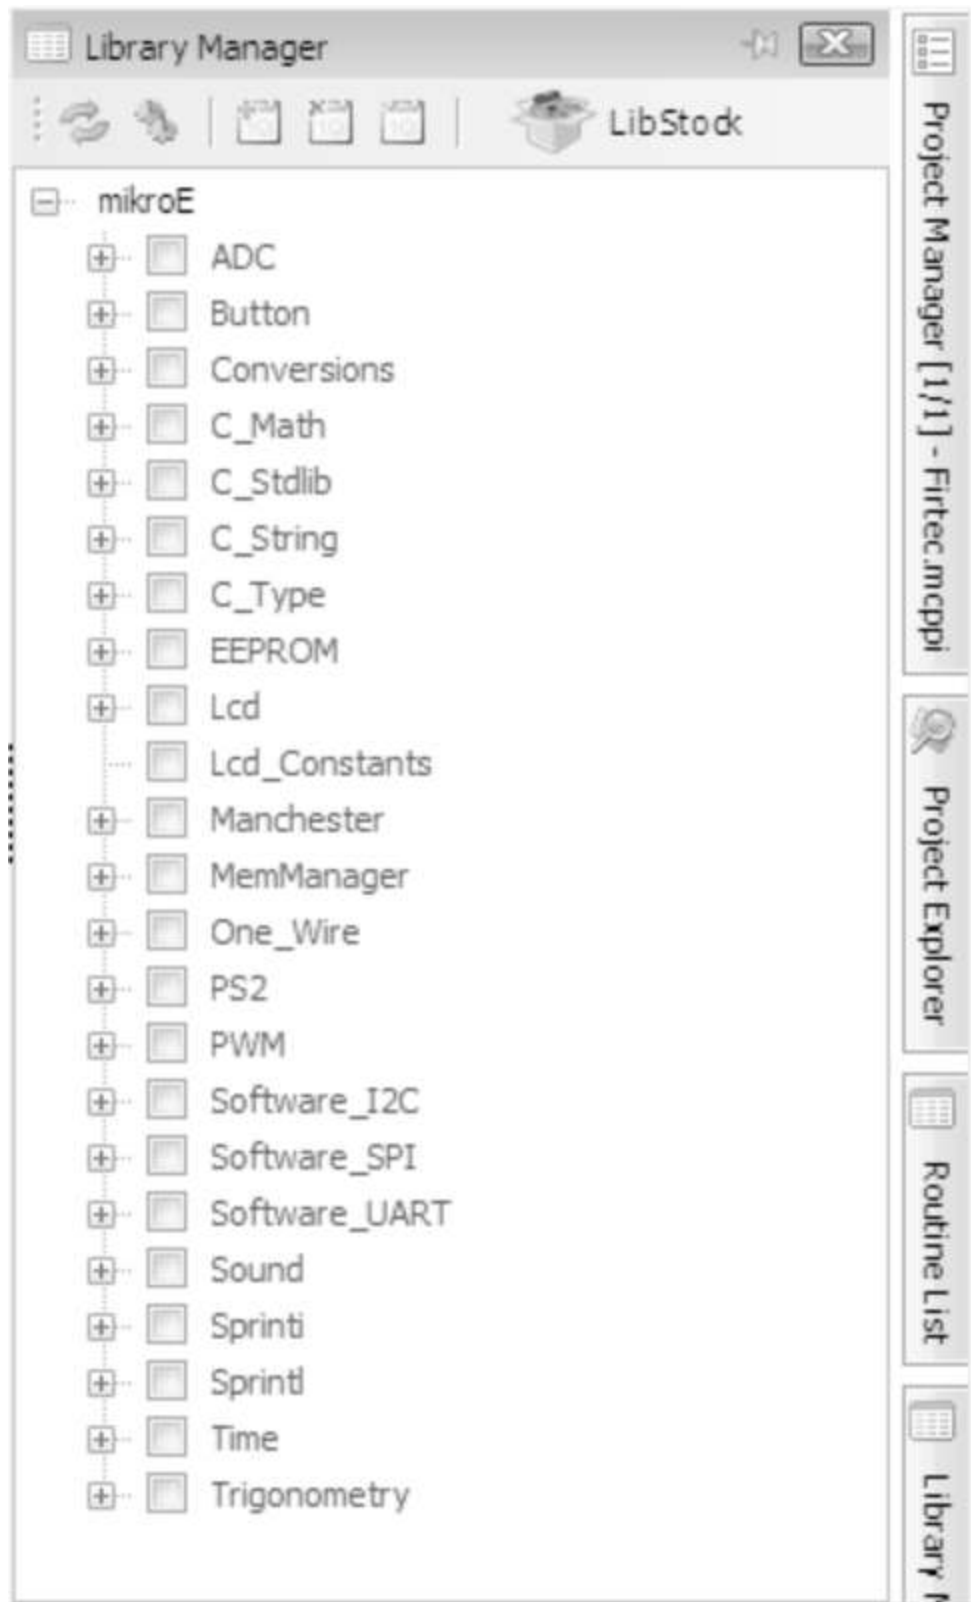 Library Manager
LibStock
mikroE
ADC
Button
Conversions
C_Math
C_Stdlib
C_String
C_Type
EEPROM
Lcd
Lcd_Constants
Manchester
MemManager
One_Wire
PS2
PWM
Software_I2C
Software_SPI
Software_UART
Sound
Sprinti
Sprintl
Time
Trigonometry
Project Manager [1/1] - Firtec.mcppi
Project Explorer
Routine List
Library